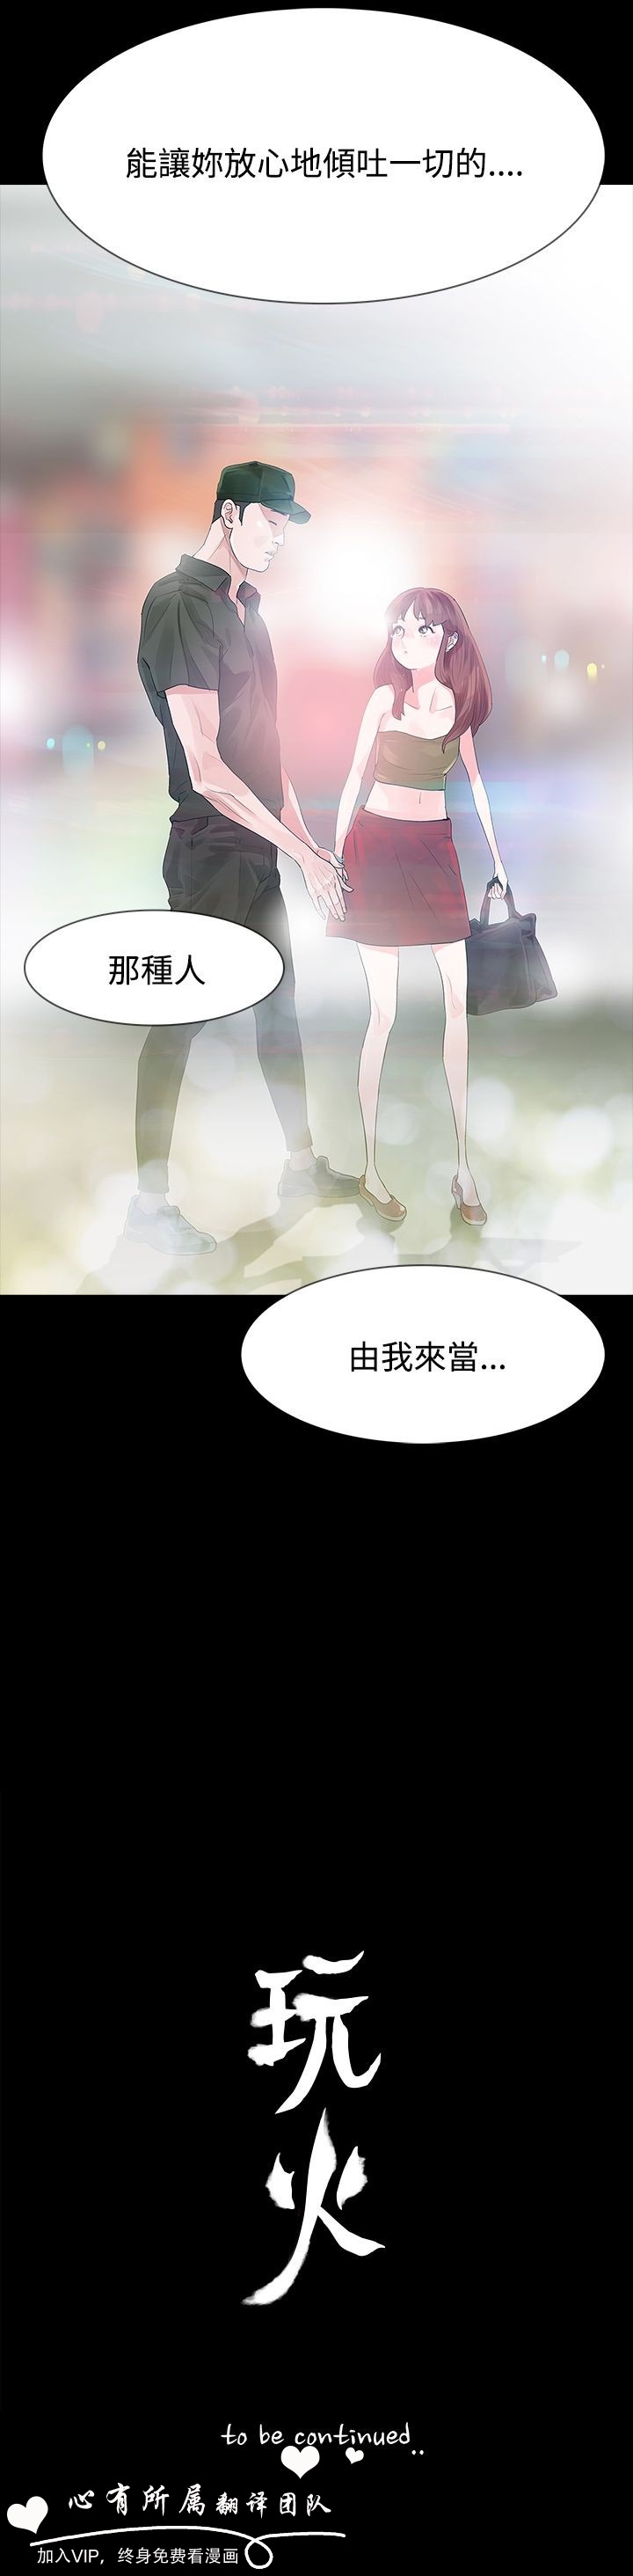 能讓妳放心地傾吐一切的....
那種人
由我來當...
玩
火
to be continued..
心有所属翻译团队
加入VIP，终身免费看漫画